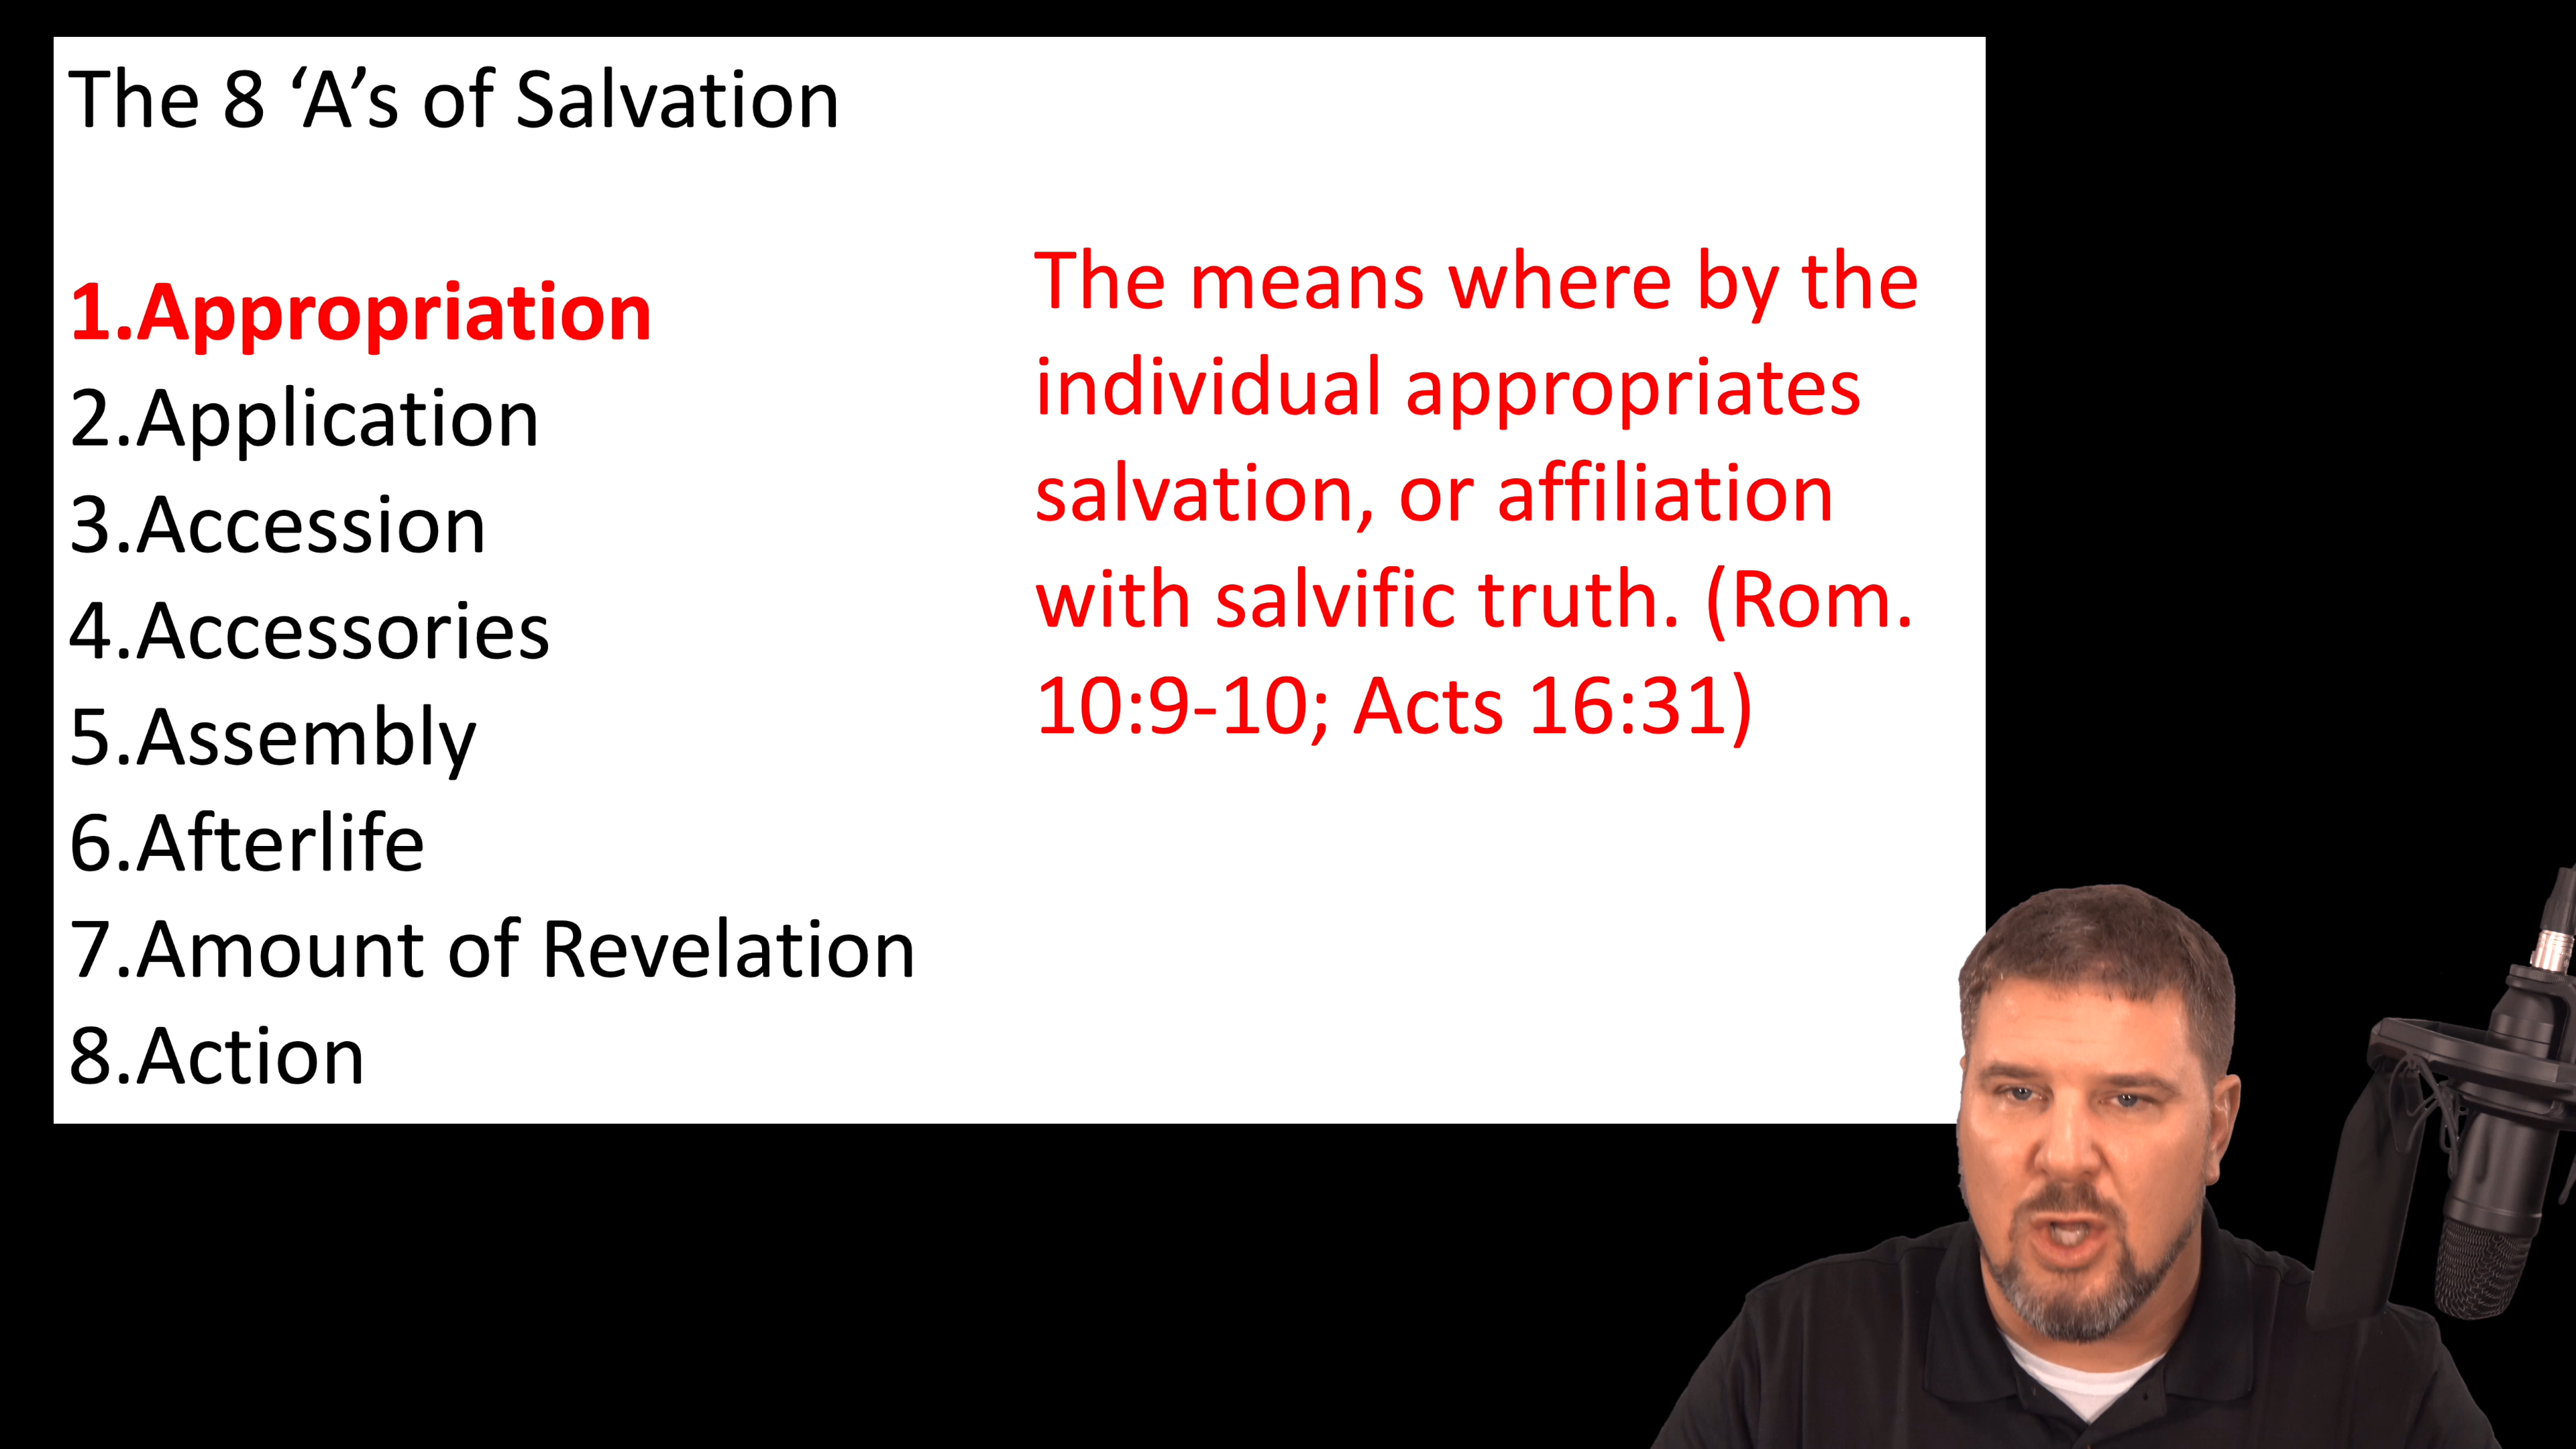 The 8 ‘A’s of Salvation
1.Appropriation
2.Application
3.Accession
4.Accessories
5.Assembly
6.Afterlife
7.Amount of Revelation
8.Action
The means where by the
individual appropriates
salvation, or affiliation
with salvific truth. (Rom.
10:9-10; Acts 16:31)